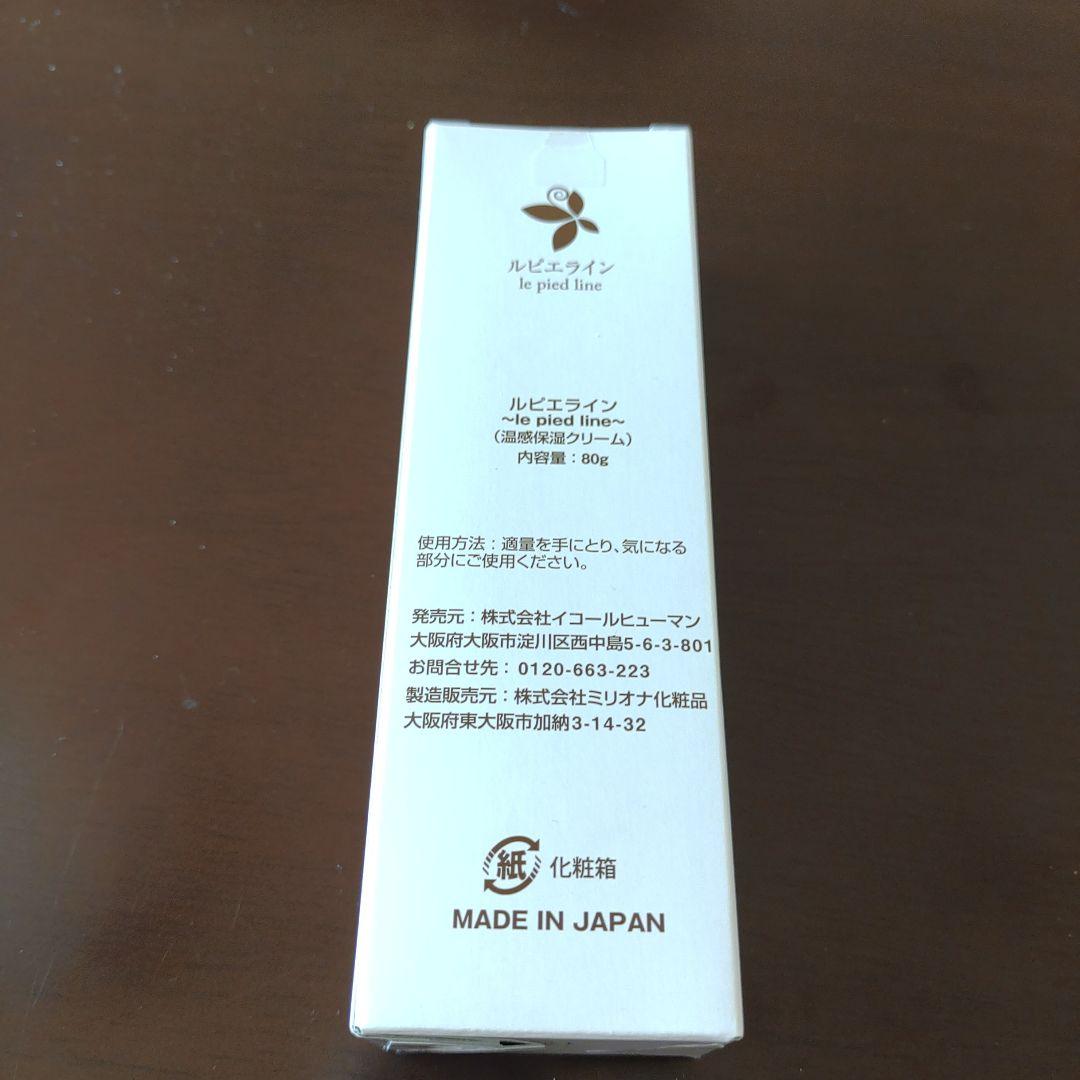 ルピエライン
le pied line
ルピエライン
~le pied line~
(温感保湿クリーム)
内容量：80g
使用方法：適量を手にとり、気になる
部分にご使用ください。
発売元：株式会社イコールヒューマン
大阪府大阪市淀川区西中島5-6-3-801
お問合せ先：0120-663-223
製造販売元：株式会社ミリオナ化粧品
大阪府東大阪市加納3-14-32
紙 化粧箱
MADE IN JAPAN